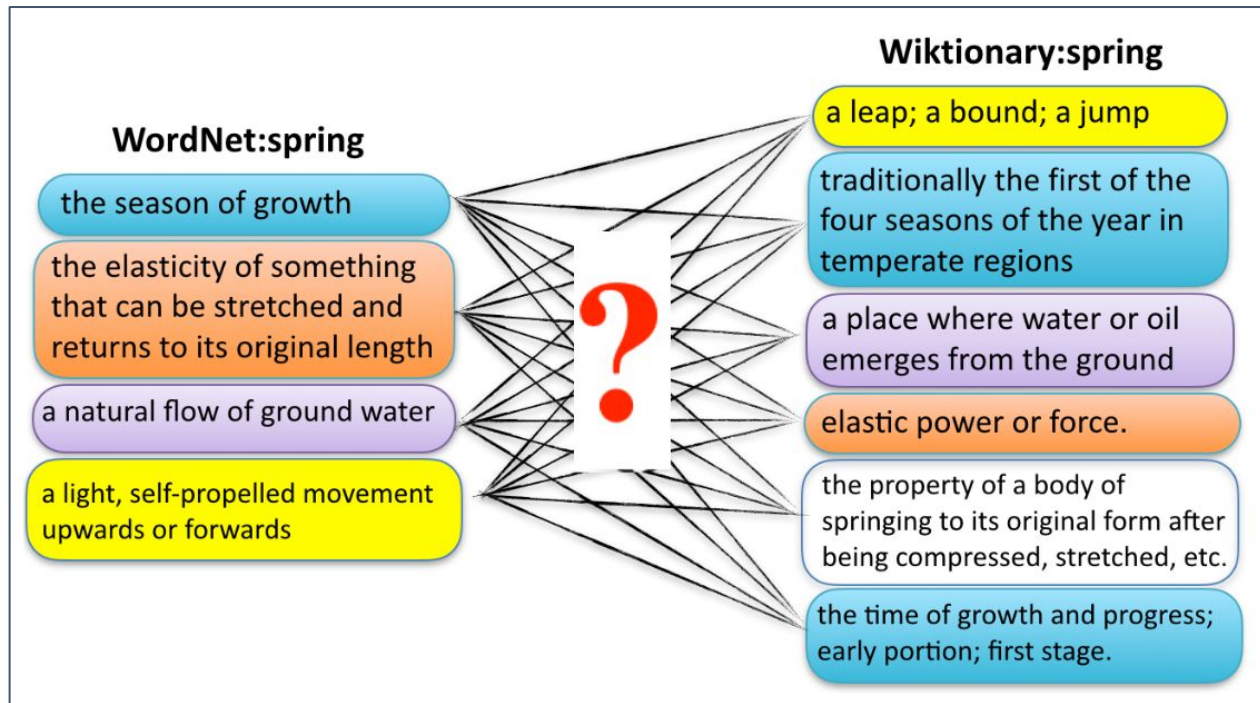 WordNet:spring
the season of growth
the elasticity of something
that can be stretched and
returns to its original length
a natural flow of ground water
a light, self-propelled movement
upwards or forwards
?
Wiktionary:spring
a leap; a bound; a jump
traditionally the first of the
four seasons of the year in
temperate regions
a place where water or oil
emerges from the ground
elastic power or force.
the property of a body of
springing to its original form after
being compressed, stretched, etc.
the time of growth and progress;
early portion; first stage.